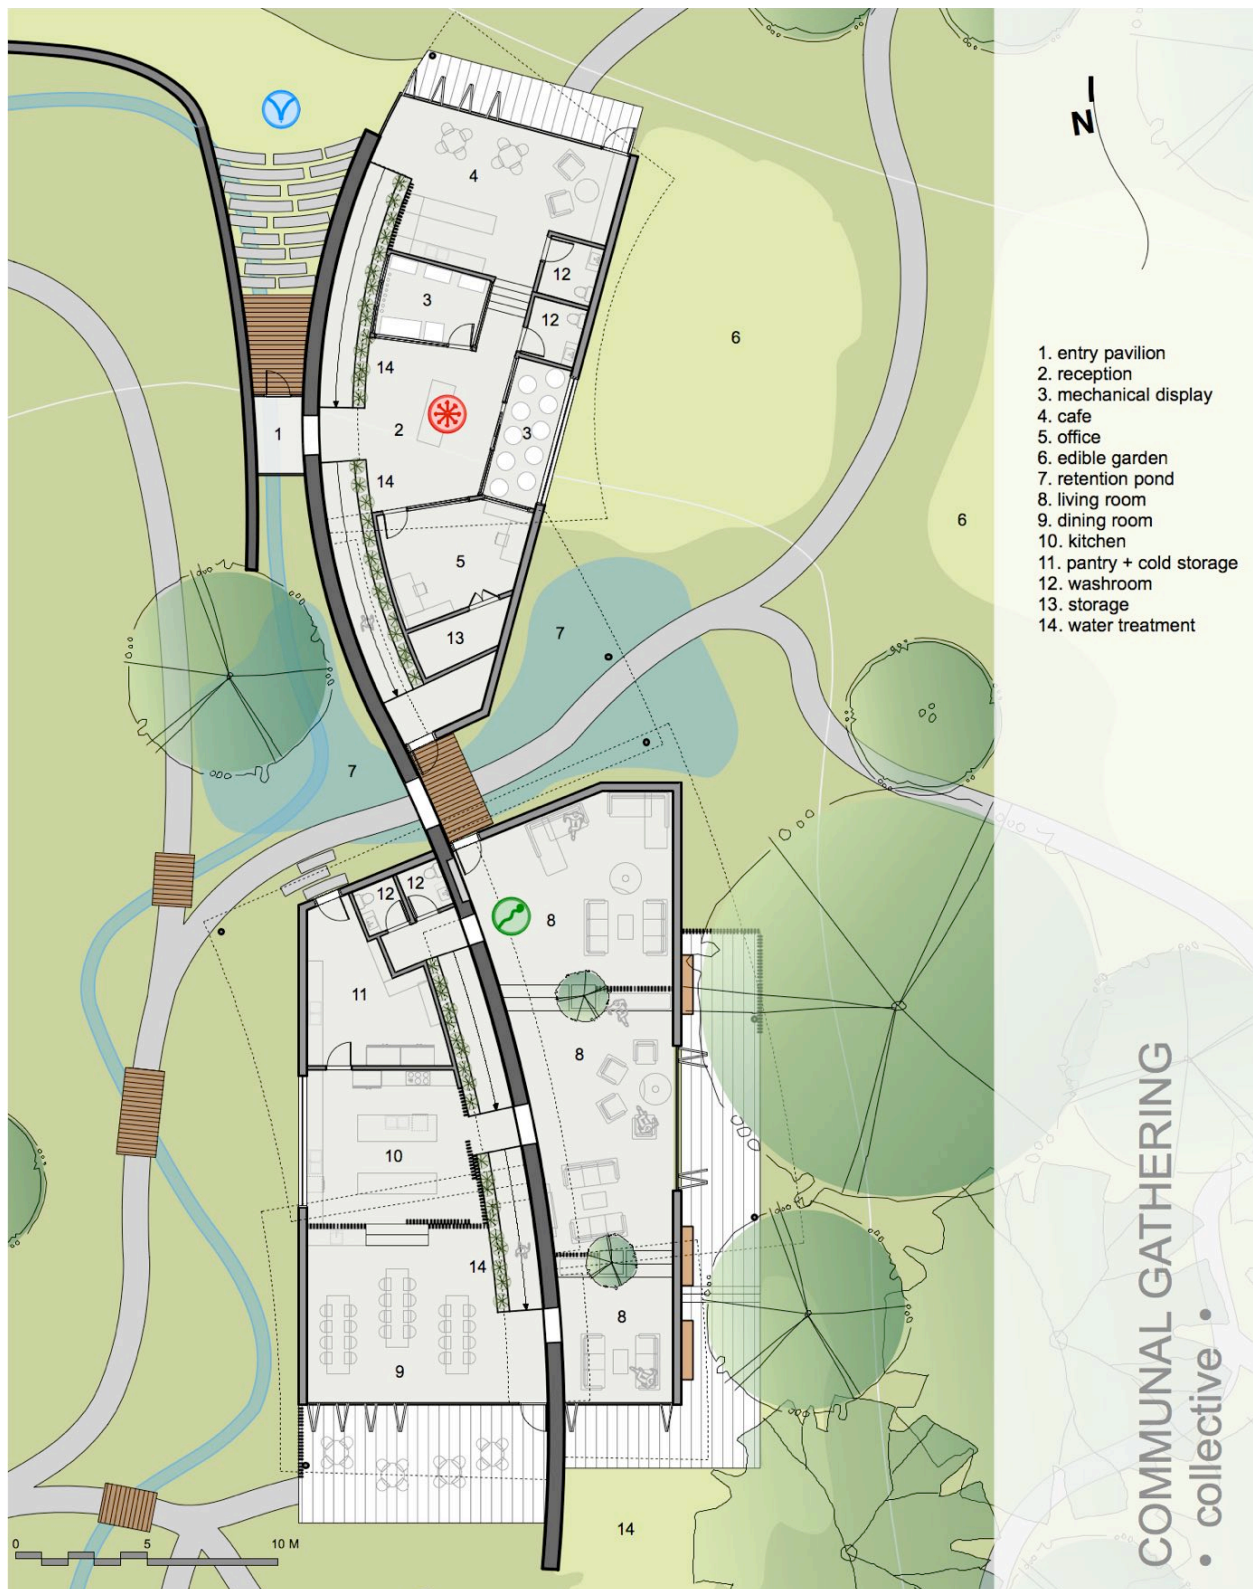 N
4
12
3
12
6
14
1
2
3
14
6
5
13
7
7
12
12
8
11
8
10
14
8
9
14
0 5 10 M
1. entry pavilion
2. reception
3. mechanical display
4. cafe
5. office
6. edible garden
7. retention pond
8. living room
9. dining room
10. kitchen
11. pantry + cold storage
12. washroom
13. storage
14. water treatment
COMMUNAL GATHERING
• collective •